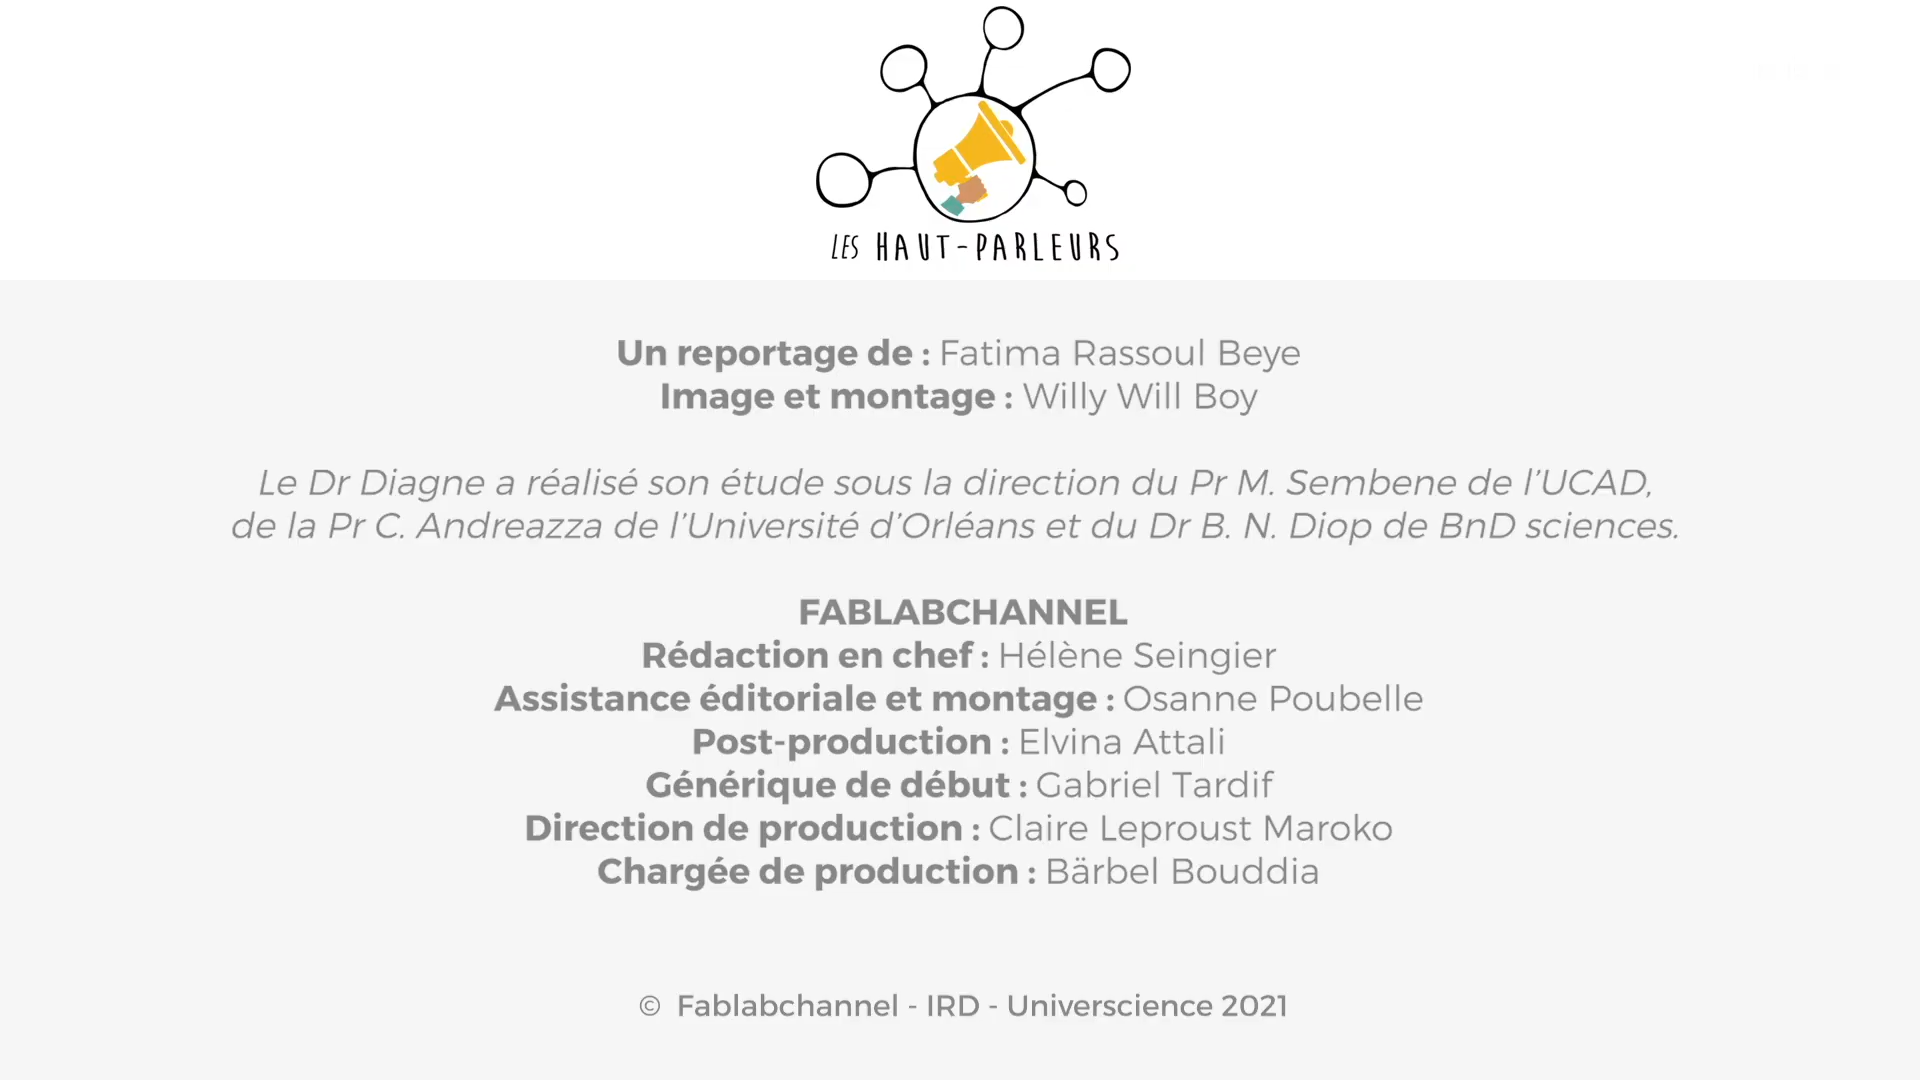 LES HAUT-PARLEURS
Un reportage de : Fatima Rassoul Beye
Image et montage : Willy Will Boy
Le Dr Diagne a réalisé son étude sous la direction du Pr M. Sembene de l’UCAD,
de la Pr C. Andreazza de l’Université d’Orléans et du Dr B. N. Diop de BnD sciences.
FABLABCHANNEL
Rédaction en chef : Hélène Seingier
Assistance éditoriale et montage : Osanne Poubelle
Post-production : Elvina Attali
Générique de début : Gabriel Tardif
Direction de production : Claire Leproust Maroko
Chargée de production : Bärbel Bouddia
© Fablabchannel - IRD - Universcience 2021